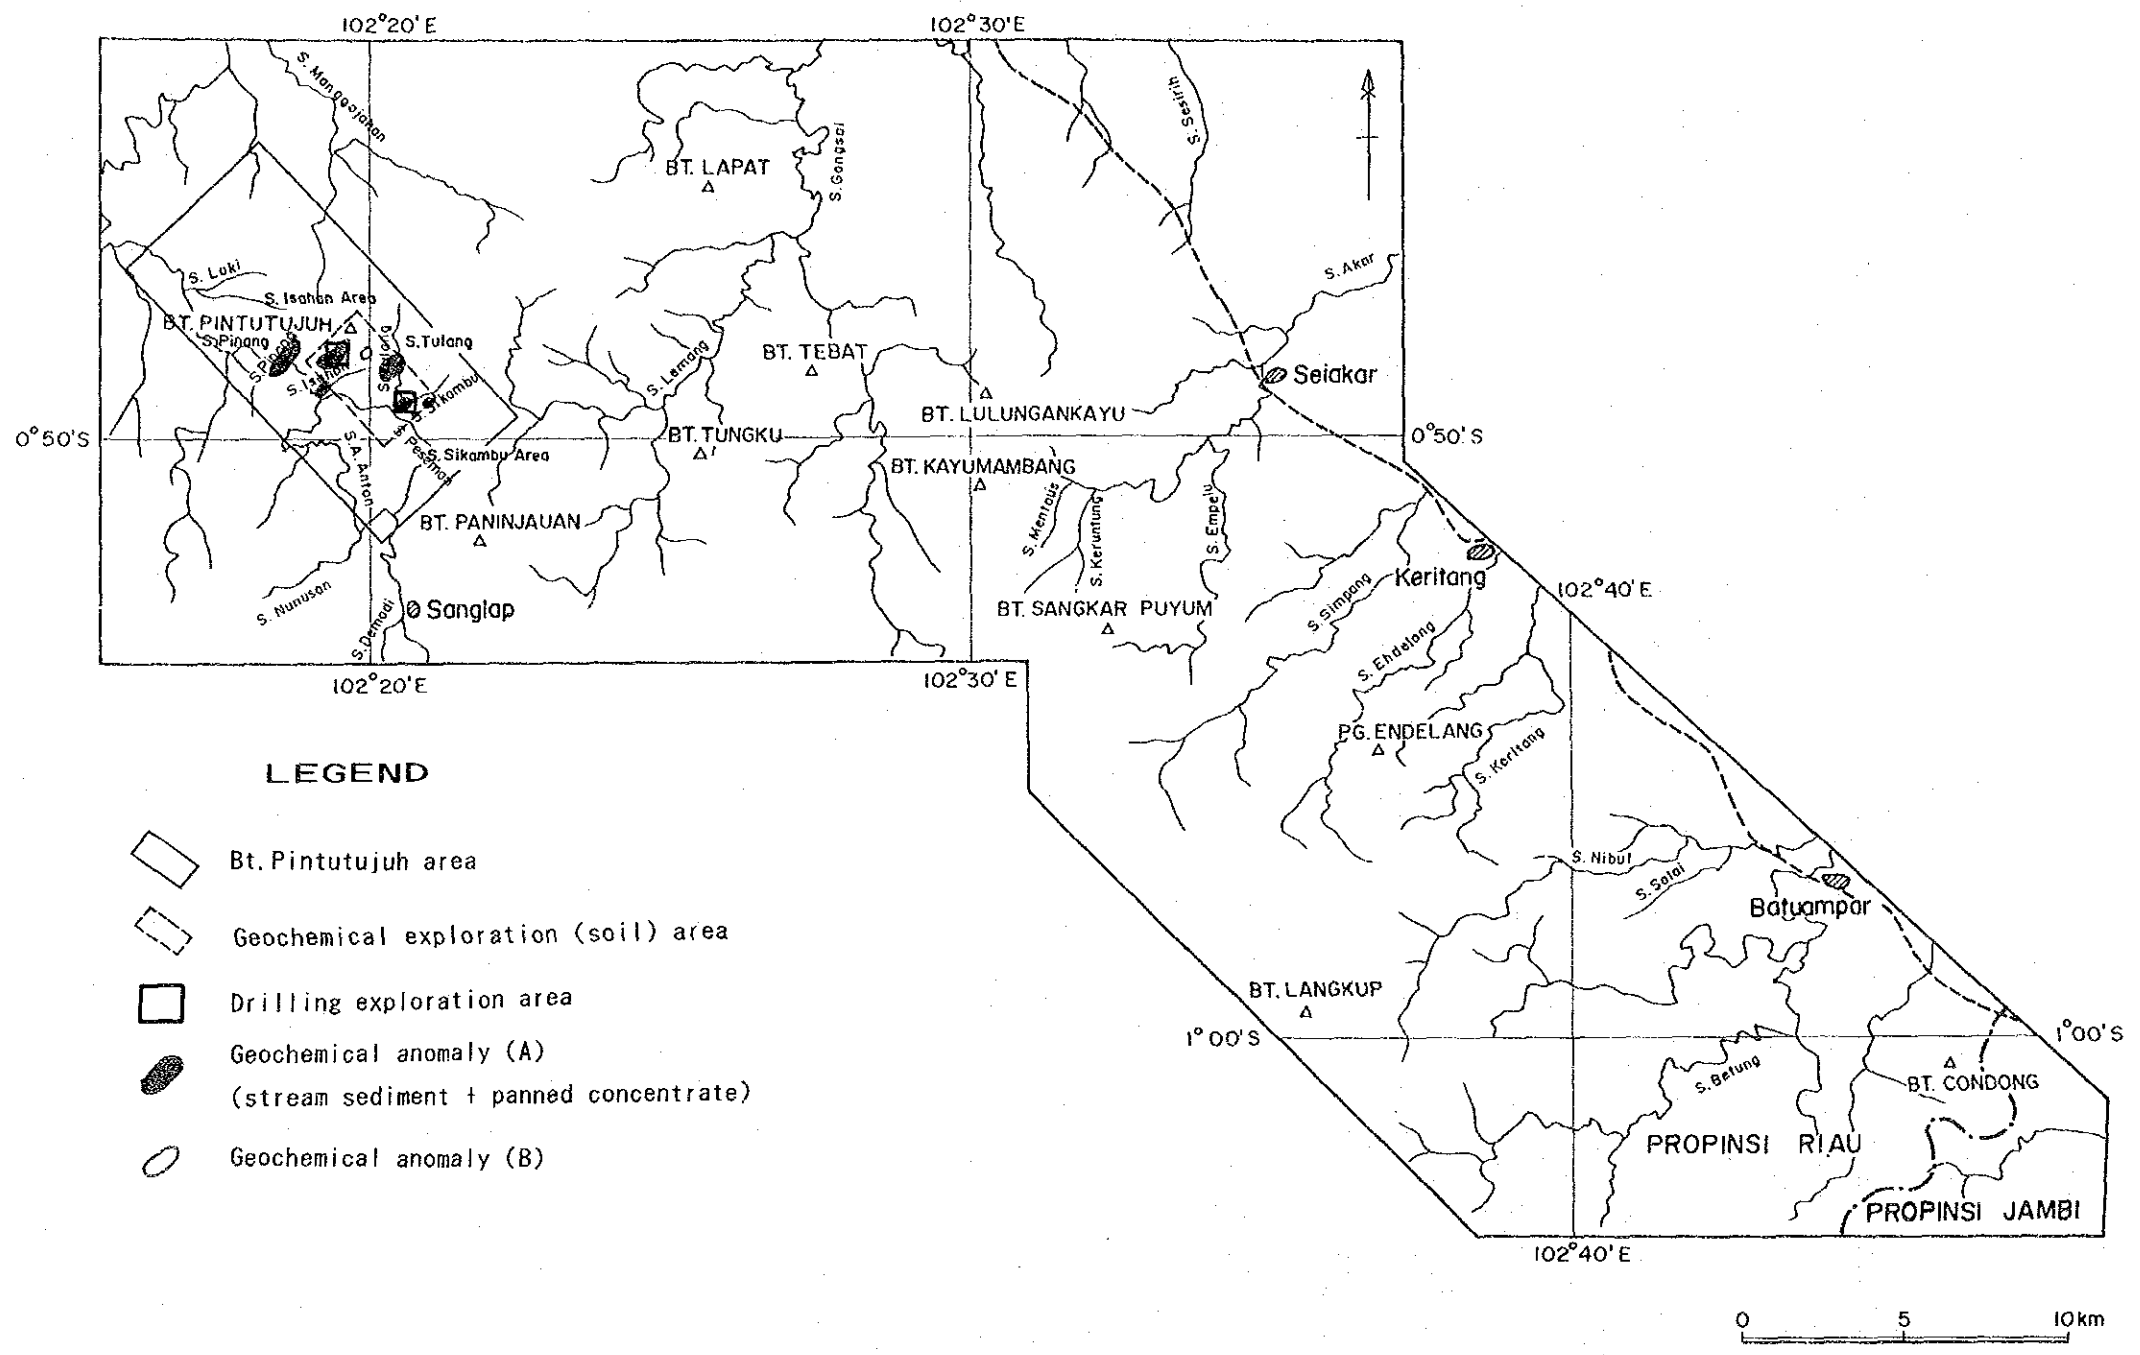 102°20'E
102°30'E
S. Manggajahan
S. Sesirih
S. Gangsal
BT. LAPAT
S. Akar
S. Laki
S. Isahan Area
BT. PINTUTUJUH
S. Pinang
S. Pinang
S. Tulang
S. Isahan
S. Sikambu
S. Lemang
BT. TEBAT
Seiakar
BT. LULUNGANKAYU
0°50'S
0°50'S
BT. TUNGKU
S. Sikambu Area
S. A. Anton
BT. KAYUMAMBANG
S. Mentaus
S. Keruntung
S. Empelu
BT. PANINJAUAN
Keritang
102°40'E
S. Nunusan
S. Demadi
Sanglap
BT. SANGKAR PUYUM
S. Simpang
S. Ehdelang
102°20'E
102°30'E
PG. ENDELANG
S. Keritang
LEGEND
Bt. Pintutujuh area
Geochemical exploration (soil) area
Drilling exploration area
Geochemical anomaly (A)
(stream sediment + panned concentrate)
Geochemical anomaly (B)
S. Nibul
S. Salai
Batuampar
BT. LANGKUP
1°00'S
1°00'S
S. Betung
BT. CONDONG
PROPINSI RIAU
PROPINSI JAMBI
102°40'E
0 5 10km